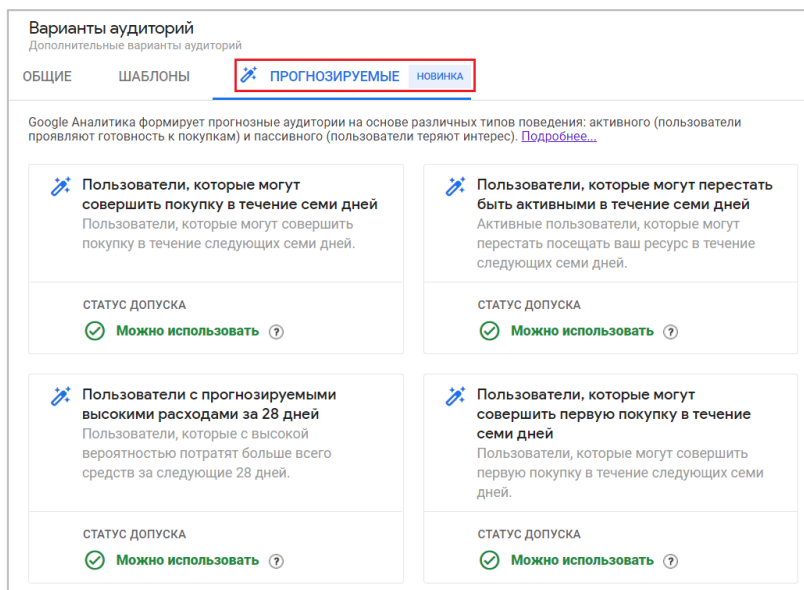 Варианты аудиторий
Дополнительные варианты аудиторий
ОБЩИЕ ШАБЛОНЫ ПРОГНОЗИРУЕМЫЕ НОВИНКА
Google Аналитика формирует прогнозные аудитории на основе различных типов поведения: активного (пользователи
проявляют готовность к покупкам) и пассивного (пользователи теряют интерес). Подробнее...
Пользователи, которые могут
совершить покупку в течение семи дней
Пользователи, которые могут совершить
покупку в течение следующих семи дней.
СТАТУС ДОПУСКА
Можно использовать ?
Пользователи, которые могут перестать
быть активными в течение семи дней
Активные пользователи, которые могут
перестать посещать ваш ресурс в течение
следующих семи дней.
СТАТУС ДОПУСКА
Можно использовать ?
Пользователи с прогнозируемыми
высокими расходами за 28 дней
Пользователи, которые с высокой
вероятностью потратят больше всего
средств за следующие 28 дней.
СТАТУС ДОПУСКА
Можно использовать ?
Пользователи, которые могут
совершить первую покупку в течение
семи дней
Пользователи, которые могут совершить
первую покупку в течение следующих семи
дней.
СТАТУС ДОПУСКА
Можно использовать ?